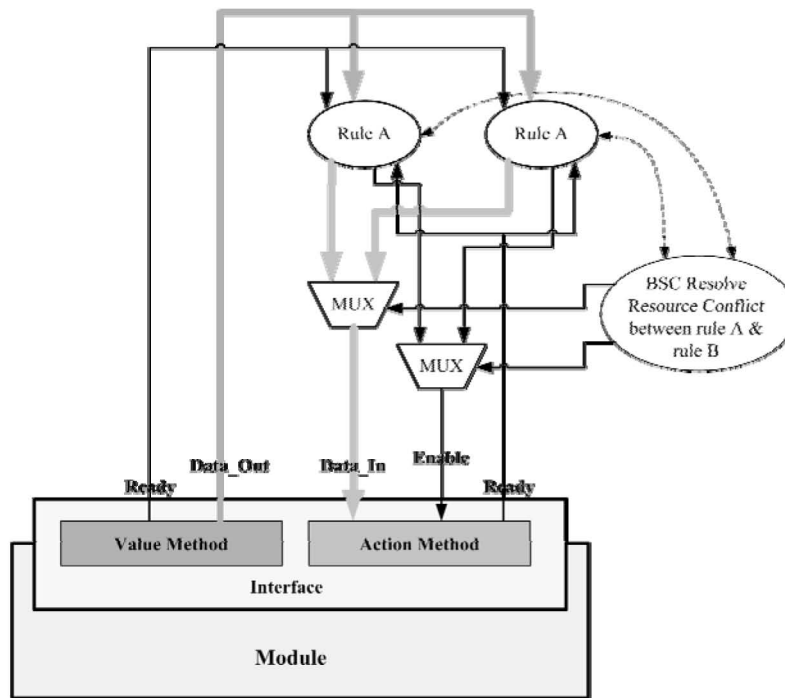 Rule A
Rule A
BSC Resolve
Resource Conflict
between rule A &
rule B
MUX
MUX
Data_Out
Data_In
Enable
Ready
Ready
Value Method
Action Method
Interface
Module